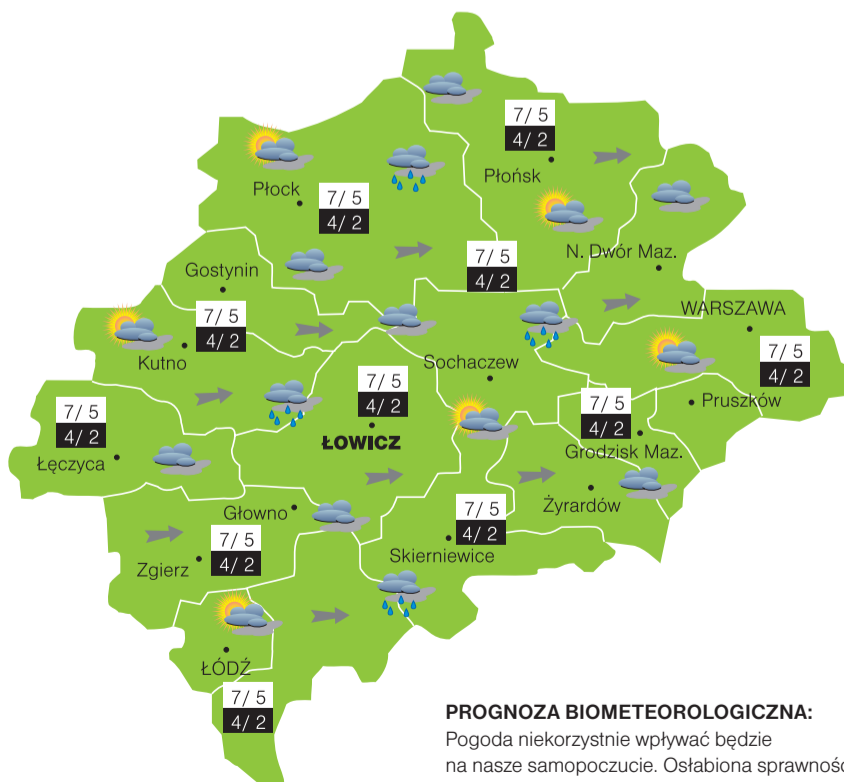 7/ 5
4/ 2
Płońsk
Płock
7/ 5
4/ 2
7/ 5
4/ 2
N. Dwór Maz.
Gostynin
7/ 5
4/ 2
Kutno
WARSZAWA
7/ 5
4/ 2
Sochaczew
7/ 5
4/ 2
ŁOWICZ
Pruszków
7/ 5
4/ 2
Grodzisk Maz.
7/ 5
4/ 2
Łęczyca
Żyrardów
Głowno
7/ 5
4/ 2
Skierniewice
7/ 5
4/ 2
Zgierz
ŁÓDŹ
7/ 5
4/ 2
PROGNOZA BIOMETEOROLOGICZNA:
Pogoda niekorzystnie wpływać będzie
na nasze samopoczucie. Osłabiona sprawnoś